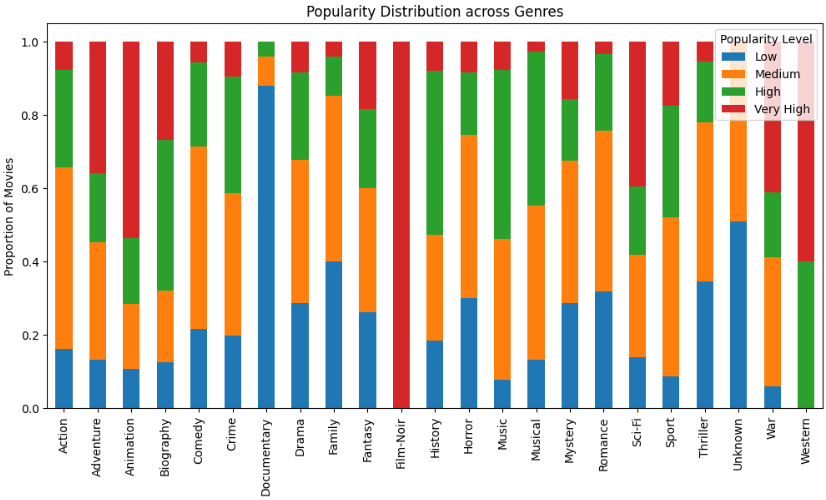 Popularity Distribution across Genres
Popularity Level
Low
Medium
High
Very High
Proportion of Movies
1.0
0.8
0.6
0.4
0.2
0.0
Action
Adventure
Animation
Biography
Comedy
Crime
Documentary
Drama
Family
Fantasy
Film-Noir
History
Horror
Music
Musical
Mystery
Romance
Sci-Fi
Sport
Thriller
Unknown
War
Western